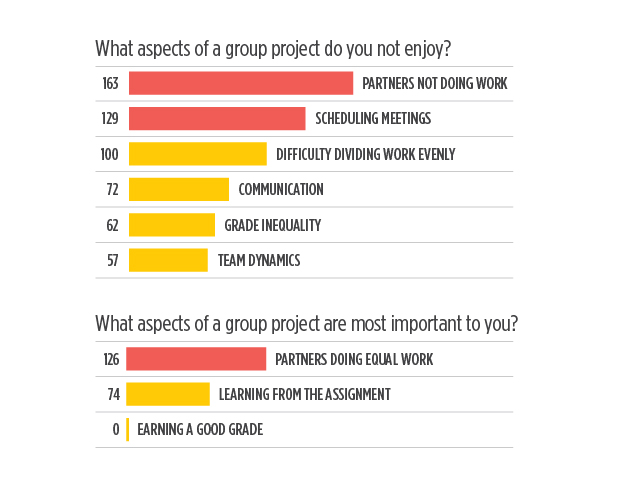 What aspects of a group project do you not enjoy?
163 PARTNERS NOT DOING WORK
129 SCHEDULING MEETINGS
100 DIFFICULTY DIVIDING WORK EVENLY
72 COMMUNICATION
62 GRADE INEQUALITY
57 TEAM DYNAMICS
What aspects of a group project are most important to you?
126 PARTNERS DOING EQUAL WORK
74 LEARNING FROM THE ASSIGNMENT
0 EARNING A GOOD GRADE